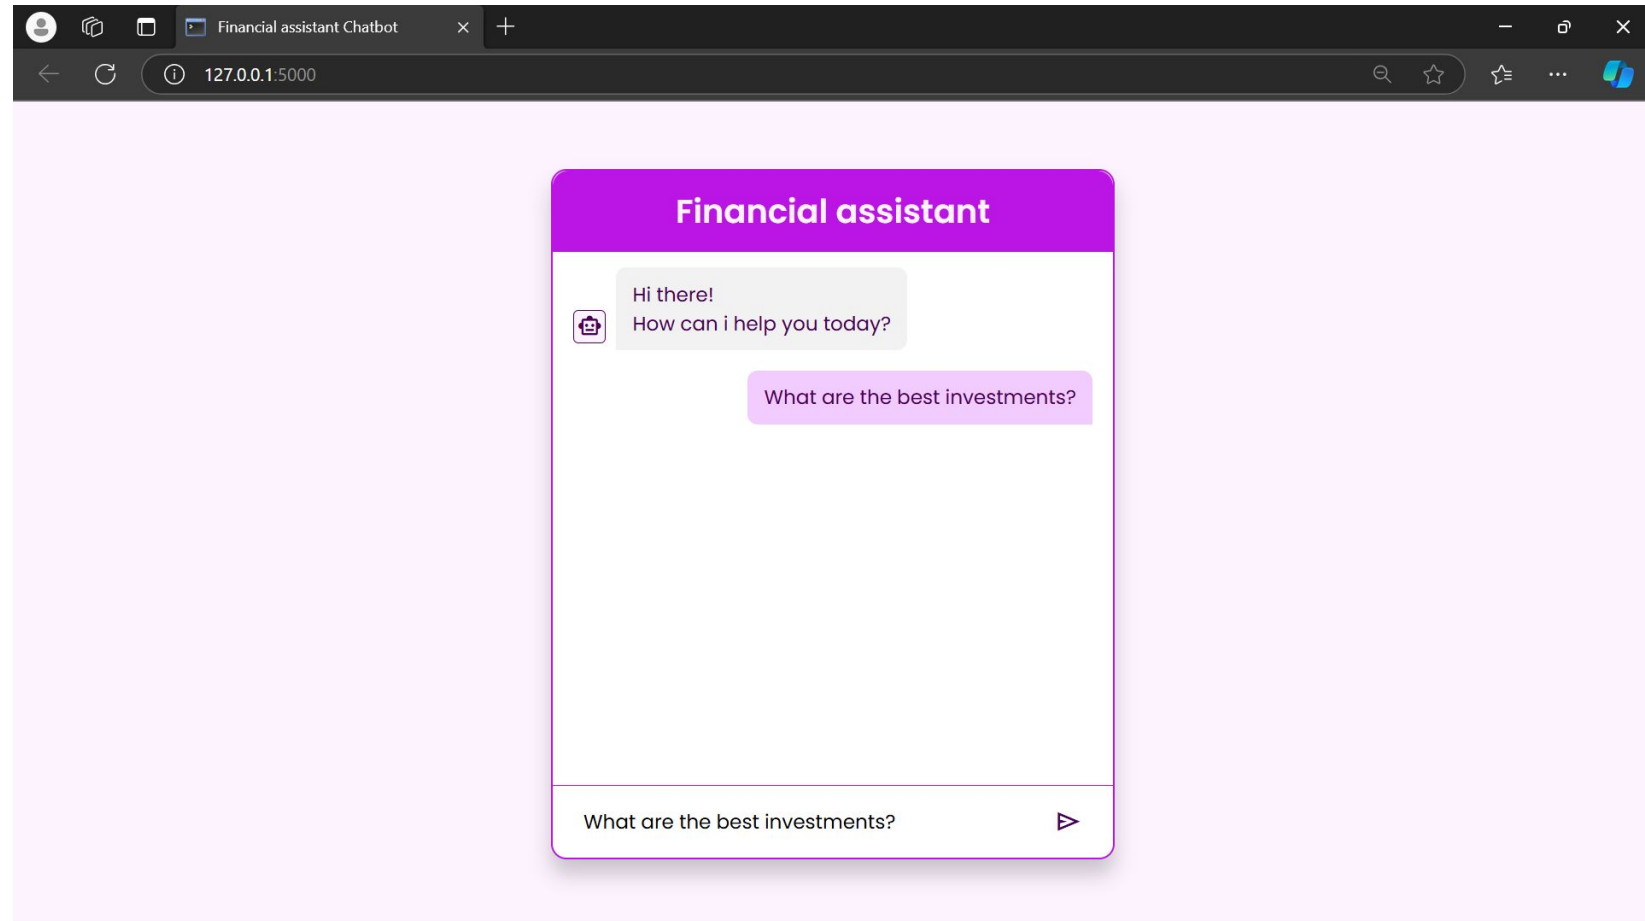 Financial assistant Chatbot
127.0.0.1:5000
Financial assistant
Hi there!
How can i help you today?
What are the best investments?
What are the best investments?